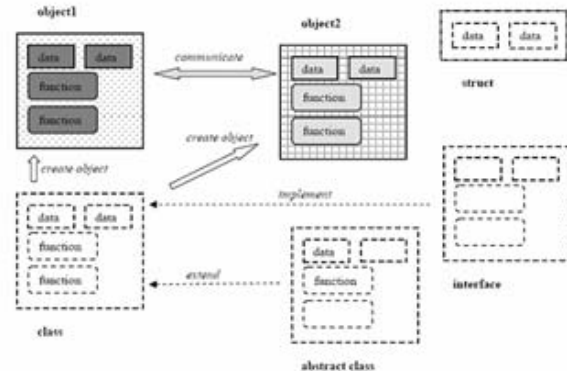 object1
object2
data data
function
function
communicate
data data
function
function
data data
struct
create object
create object
data data
function
function
class
implement
extend
data
function
abstract class
interface